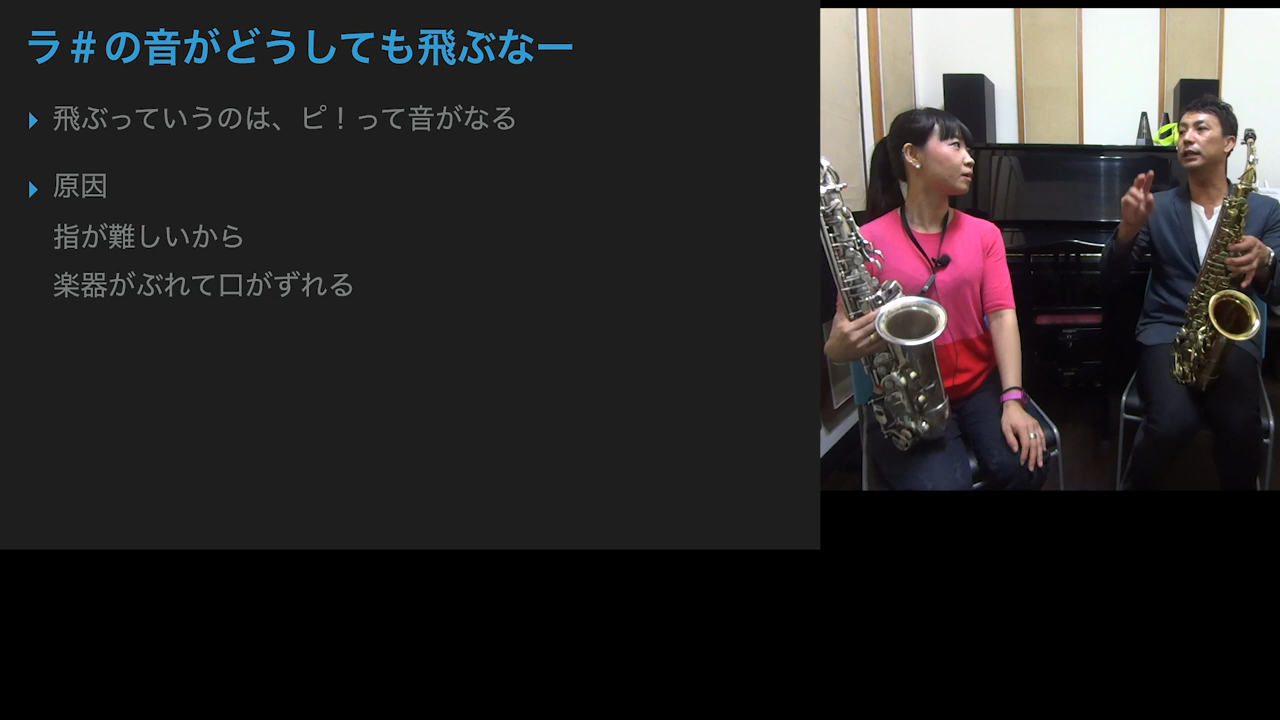 ラ＃の音がどうしても飛ぶなー
飛ぶっていうのは、ピ！って音がなる
原因
指が難しいから
楽器がぶれて口がずれる